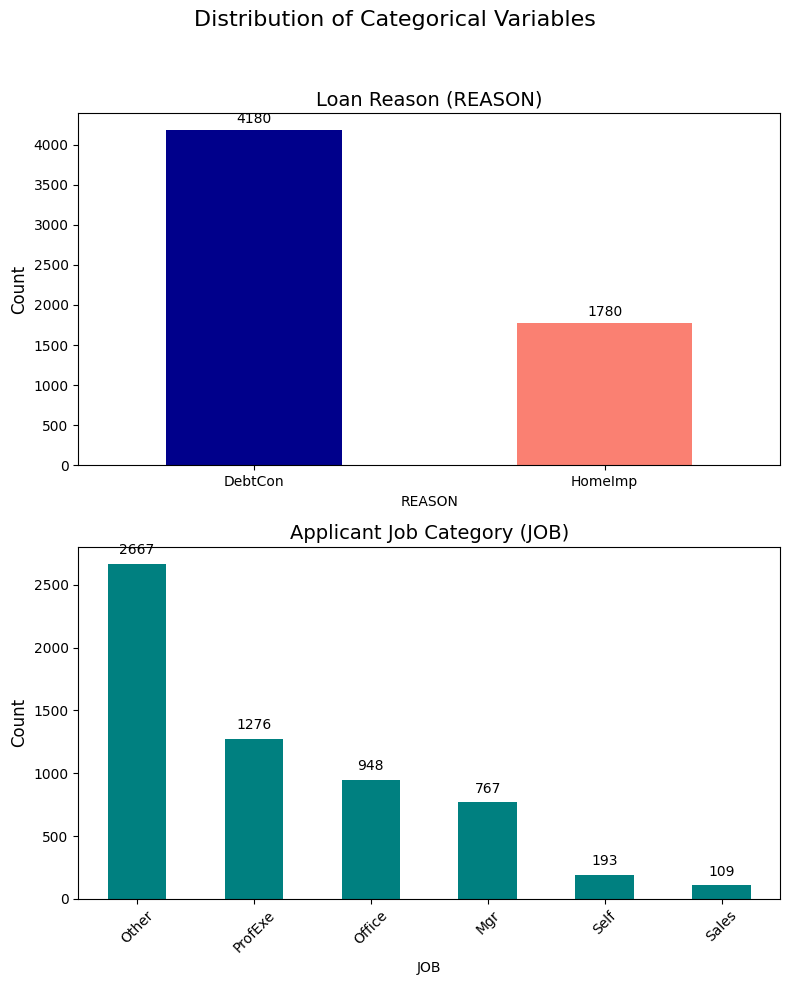 Distribution of Categorical Variables
Loan Reason (REASON)
4180
1780
4000
3500
3000
2500
2000
1500
1000
500
0
Count
DebtCon
HomeImp
REASON
Applicant Job Category (JOB)
2667
1276
948
767
193
109
2500
2000
1500
1000
500
0
Count
Other
ProfExe
Office
Mgr
Self
Sales
JOB